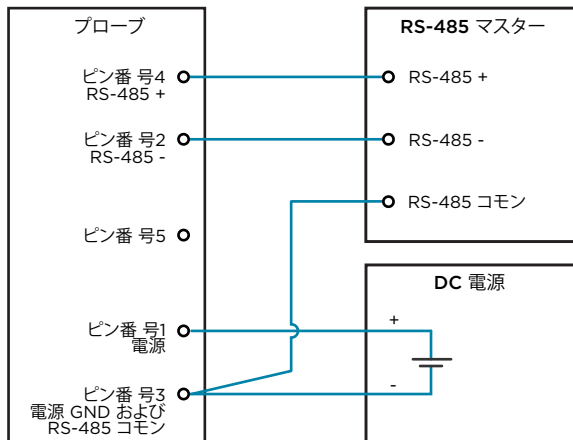 プローブ
ピン番 号4
RS-485 +
ピン番 号2
RS-485 -
ピン番 号5
ピン番 号1
電源
ピン番 号3
電源 GND および
RS-485 コモン
RS-485 マスター
RS-485 +
RS-485 -
RS-485 コモン
DC 電源
+
-